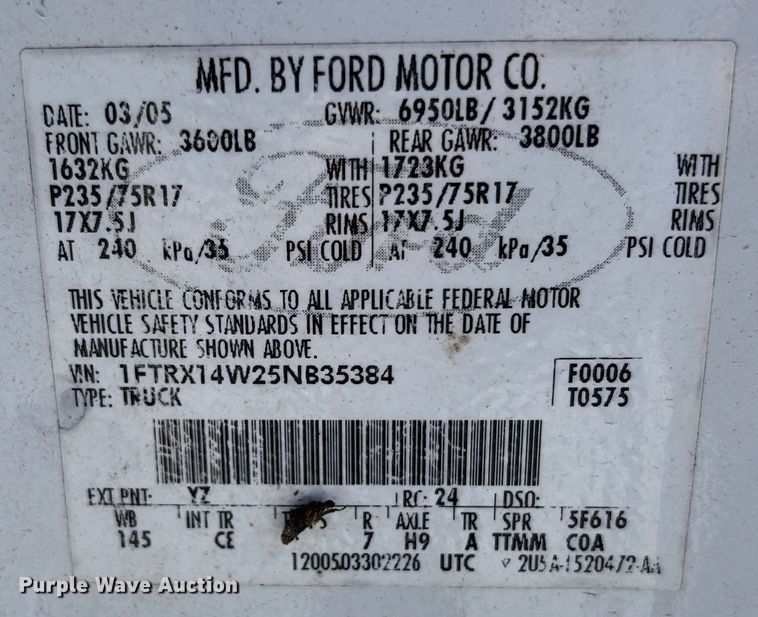 MFD. BY FORD MOTOR CO.
DATE: 03/05 GVWR: 6950LB/ 3152KG
FRONT GAWR: 3600LB REAR GAWR: 3800LB
1632KG WITH 1723KG WITH
P235/75R17 TIRES P235/75R17 TIRES
17X7.5J RIMS 17X7.5J RIMS
AT 240 kPa/35 PSI COLD AT 240 kPa/35 PSI COLD
Ford
THIS VEHICLE CONFORMS TO ALL APPLICABLE FEDERAL MOTOR
VEHICLE SAFETY STANDARDS IN EFFECT ON THE DATE OF
MANUFACTURE SHOWN ABOVE.
VIN: 1FTRX14W25NB35384 F0006
TYPE: TRUCK T0575
EXT PNT: YZ RC: 24 DSO:
WB INT TR R AXLE TR SPR 5F616
145 CE 7 H9 A TTMM COA
1200503302226 UTC
Purple Wave Auction